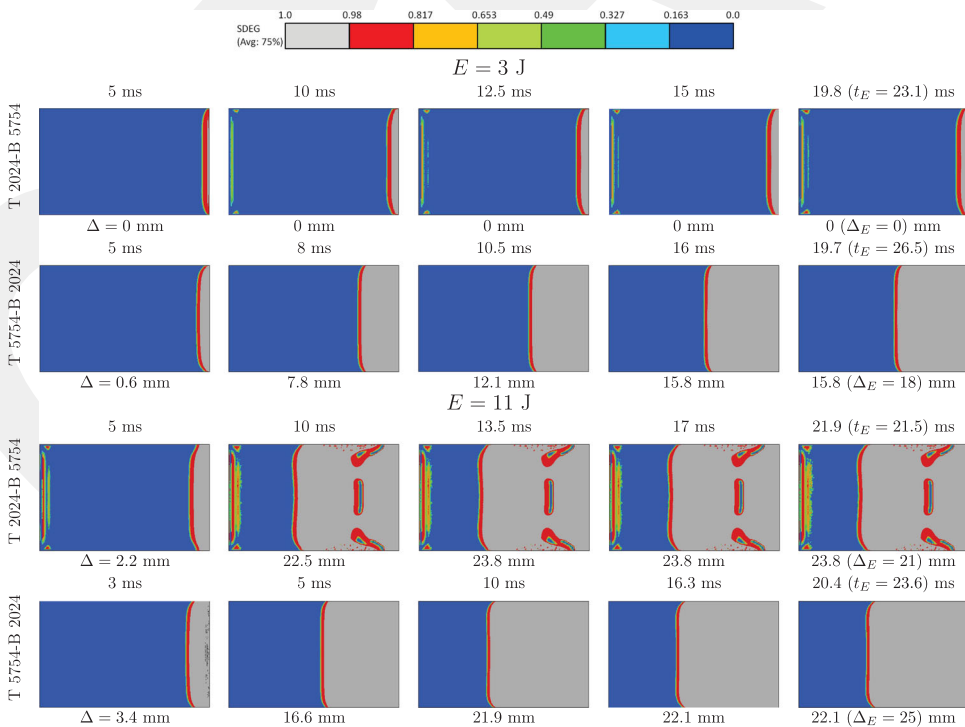 1.0 0.98 0.817 0.653 0.49 0.327 0.163 0.0
SDEG
(Avg: 75%)
E = 3 J
5 ms 10 ms 12.5 ms 15 ms 19.8 (t_E = 23.1) ms
T 2024-B 5754
Δ = 0 mm 0 mm 0 mm 0 mm 0 (Δ_E = 0) mm
5 ms 8 ms 10.5 ms 16 ms 19.7 (t_E = 26.5) ms
T 5754-B 2024
Δ = 0.6 mm 7.8 mm 12.1 mm 15.8 mm 15.8 (Δ_E = 18) mm
E = 11 J
5 ms 10 ms 13.5 ms 17 ms 21.9 (t_E = 21.5) ms
T 2024-B 5754
Δ = 2.2 mm 22.5 mm 23.8 mm 23.8 mm 23.8 (Δ_E = 21) mm
3 ms 5 ms 10 ms 16.3 ms 20.4 (t_E = 23.6) ms
T 5754-B 2024
Δ = 3.4 mm 16.6 mm 21.9 mm 22.1 mm 22.1 (Δ_E = 25) mm